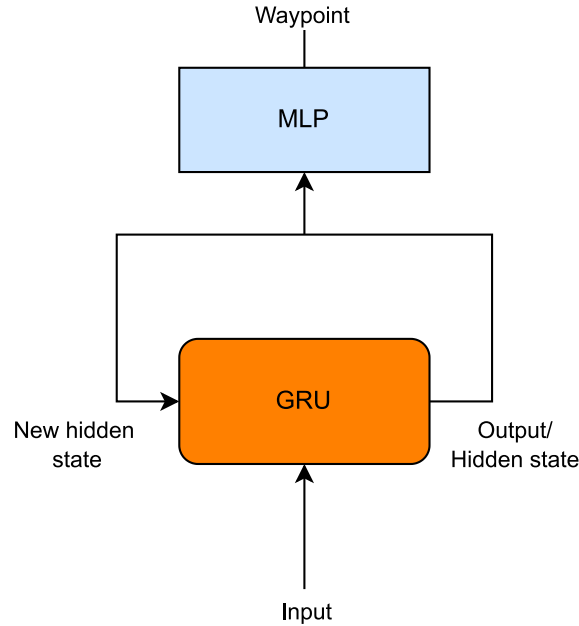 Waypoint
MLP
GRU
New hidden
state
Output/
Hidden state
Input